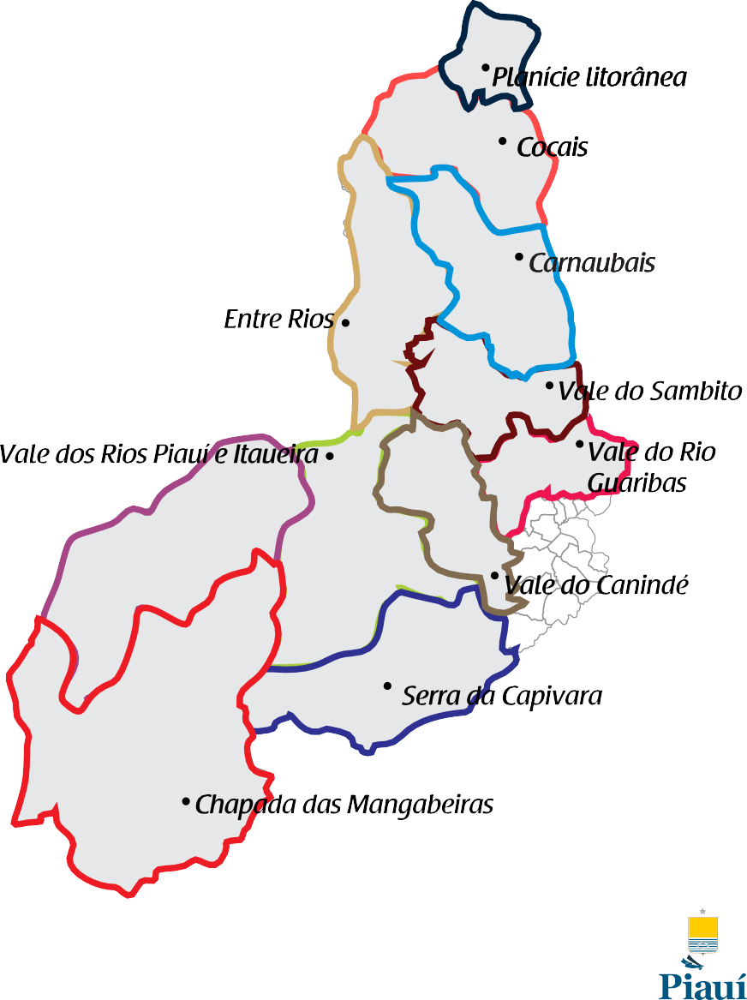 Planície litorânea
Cocais
Carnaubais
Entre Rios
Vale do Sambito
Vale dos Rios Piauí e Itaueira
Vale do Rio
Guaribas
Vale do Canindé
Serra da Capivara
Chapada das Mangabeiras
Piauí